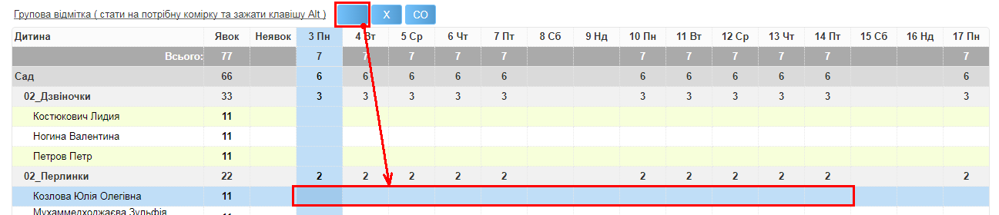 Групова відмітка ( стати на потрібну комірку та зажати клавішу Alt ) X СО
Дитина Явок Неявок 3 Пн 4 Вт 5 Ср 6 Чт 7 Пт 8 Сб 9 Нд 10 Пн 11 Вт 12 Ср 13 Чт 14 Пт 15 Сб 16 Нд 17 Пн
Всього: 77 7 7 7 7 7 7 7 7 7 7 7
Сад 66 6 6 6 6 6 6 6 6 6 6 6
02_Дзвіночки 33 3 3 3 3 3 3 3 3 3 3 3
Костюкович Лидия 11
Ногина Валентина 11
Петров Петр 11
02_Перлинки 22 2 2 2 2 2 2 2 2 2 2 2
Козлова Юлія Олегівна 11
Мухаммедходжаєва Зульфія 11